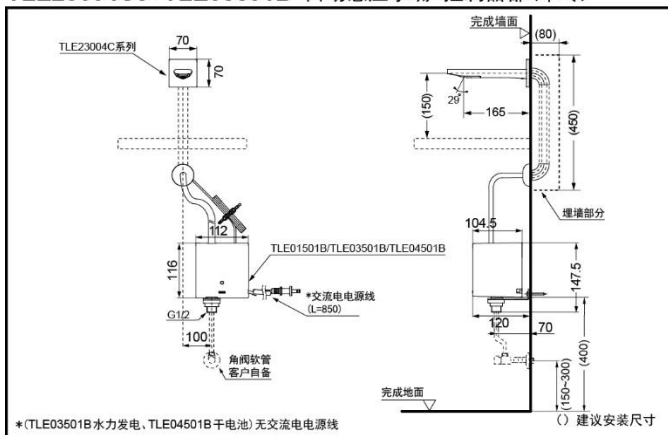 70
TLE23004C系列
70
112
116
TLE01501B/TLE03501B/TLE04501B
*交流电电源线
(L=850)
G1/2
100
角阀软管
客户自备
*(TLE03501B水力发电、TLE04501B干电池)无交流电电源线
完成墙面
(80)
(150)
29°
165
(450)
埋墙部分
104.5
147.5
120
70
(400)
(150~300)
完成地面
()建议安装尺寸